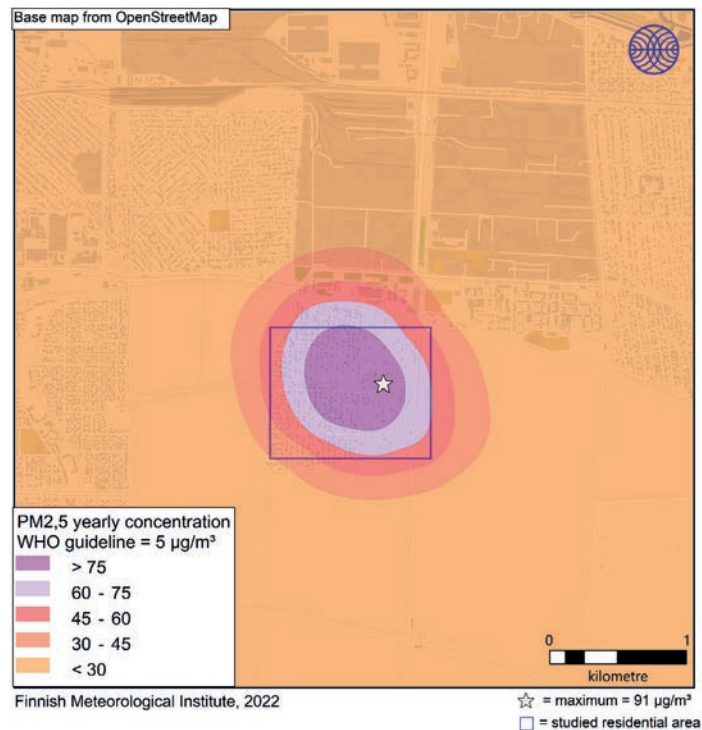 Base map from OpenStreetMap
PM2,5 yearly concentration
WHO guideline = 5 µg/m³
> 75
60 - 75
45 - 60
30 - 45
< 30
0 1
kilometre
Finnish Meteorological Institute, 2022
= maximum = 91 µg/m³
= studied residential area